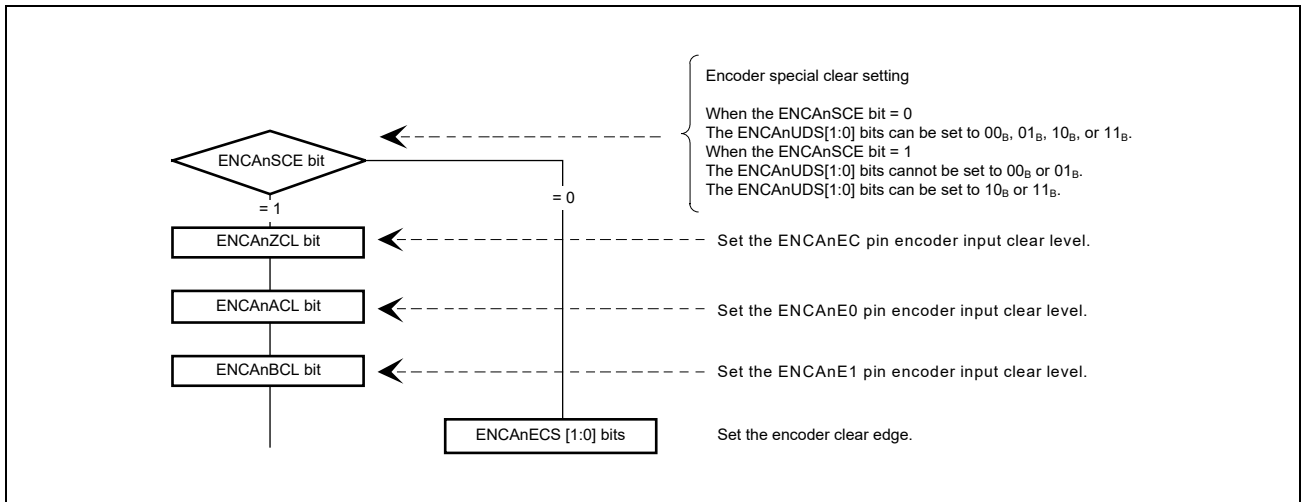 Encoder special clear setting
When the ENCAnSCE bit = 0
The ENCAnUDS[1:0] bits can be set to 00B, 01B, 10B, or 11B.
When the ENCAnSCE bit = 1
The ENCAnUDS[1:0] bits cannot be set to 00B or 01B.
The ENCAnUDS[1:0] bits can be set to 10B or 11B.
ENCAnSCE bit
= 1
= 0
ENCAnZCL bit
Set the ENCAnEC pin encoder input clear level.
ENCAnACL bit
Set the ENCAnE0 pin encoder input clear level.
ENCAnBCL bit
Set the ENCAnE1 pin encoder input clear level.
ENCAnECS [1:0] bits
Set the encoder clear edge.